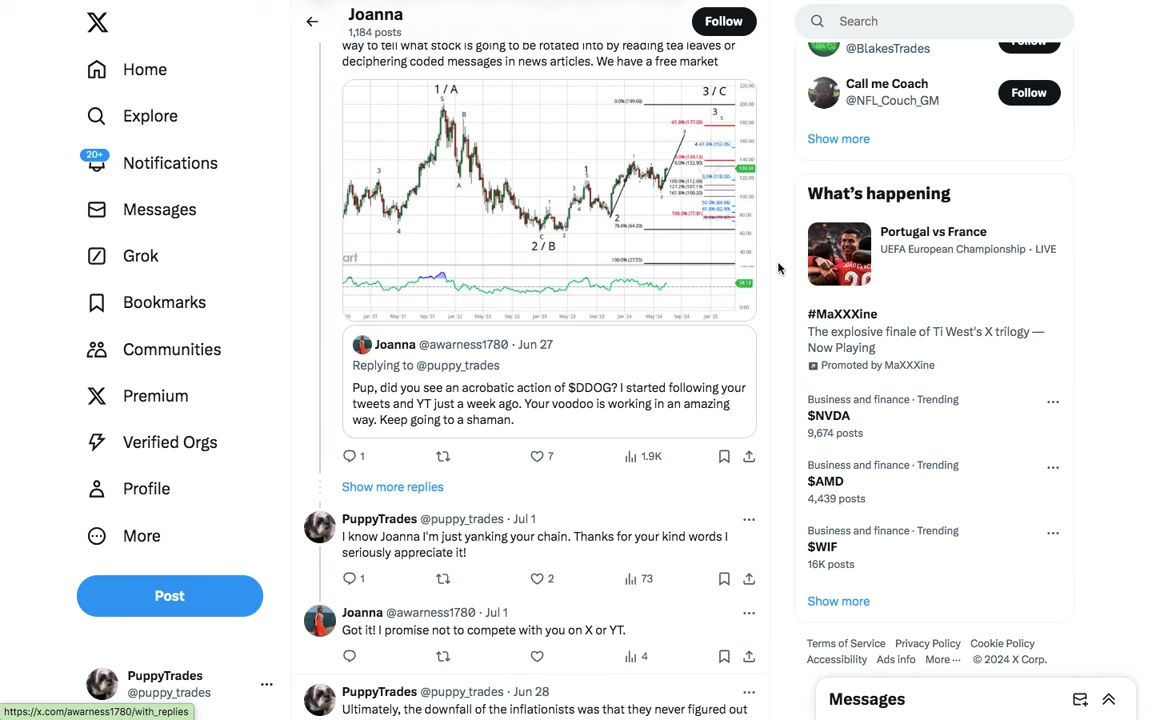 Joanna
1,184 posts
Follow
Search
Home
Explore
20+
Notifications
Messages
Grok
Bookmarks
Communities
Premium
Verified Orgs
Profile
More
Post
PuppyTrades
@puppy_trades
https://x.com/awarness1780/with_replies
way to tell what stock is going to be rotated into by reading tea leaves or
deciphering coded messages in news articles. We have a free market
1 / A
3 / C
2 / B
art
Joanna @awarness1780 · Jun 27
Replying to @puppy_trades
Pup, did you see an acrobatic action of $DDOG? I started following your
tweets and YT just a week ago. Your voodoo is working in an amazing
way. Keep going to a shaman.
1 7 1.9K
Show more replies
PuppyTrades @puppy_trades · Jul 1
I know Joanna I'm just yanking your chain. Thanks for your kind words I
seriously appreciate it!
1 2 73
Joanna @awarness1780 · Jul 1
Got it! I promise not to compete with you on X or YT.
4
PuppyTrades @puppy_trades · Jun 28
Ultimately, the downfall of the inflationists was that they never figured out
@BlakesTrades
Follow
Call me Coach
@NFL_Couch_GM
Follow
Show more
What's happening
Portugal vs France
UEFA European Championship · LIVE
#MaXXXine
The explosive finale of Ti West's X trilogy —
Now Playing
Promoted by MaXXXine
Business and finance · Trending
$NVDA
9,674 posts
Business and finance · Trending
$AMD
4,439 posts
Business and finance · Trending
$WIF
16K posts
Show more
Terms of Service Privacy Policy Cookie Policy
Accessibility Ads info More ··· © 2024 X Corp.
Messages